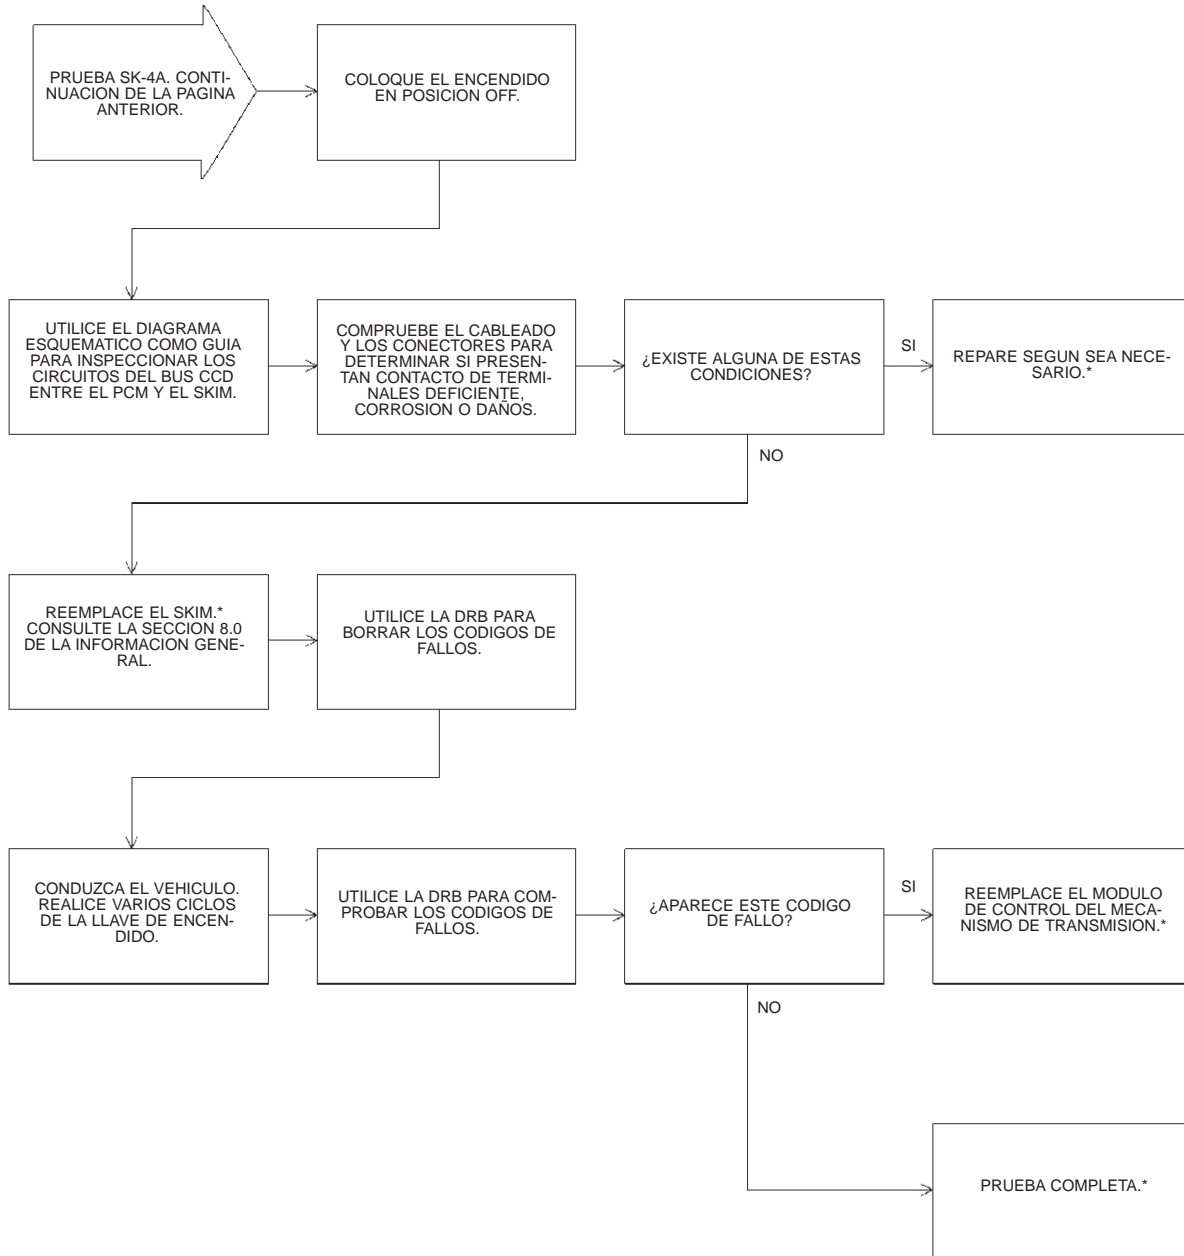 PRUEBA SK-4A. CONTI-
NUACION DE LA PAGINA
ANTERIOR.
COLOQUE EL ENCENDIDO
EN POSICION OFF.
UTILICE EL DIAGRAMA
ESQUEMATICO COMO GUIA
PARA INSPECCIONAR LOS
CIRCUITOS DEL BUS CCD
ENTRE EL PCM Y EL SKIM.
COMPRUEBE EL CABLEADO
Y LOS CONECTORES PARA
DETERMINAR SI PRESEN-
TAN CONTACTO DE TERMI-
NALES DEFICIENTE,
CORROSION O DAÑOS.
¿EXISTE ALGUNA DE ESTAS
CONDICIONES?
SI
REPARE SEGUN SEA NECE-
SARIO.*
NO
REEMPLACE EL SKIM.*
CONSULTE LA SECCION 8.0
DE LA INFORMACION GENE-
RAL.
UTILICE LA DRB PARA
BORRAR LOS CODIGOS DE
FALLOS.
CONDUZCA EL VEHICULO.
REALICE VARIOS CICLOS
DE LA LLAVE DE ENCEN-
DIDO.
UTILICE LA DRB PARA COM-
PROBAR LOS CODIGOS DE
FALLOS.
¿APARECE ESTE CODIGO
DE FALLO?
SI
REEMPLACE EL MODULO
DE CONTROL DEL MECA-
NISMO DE TRANSMISION.*
NO
PRUEBA COMPLETA.*